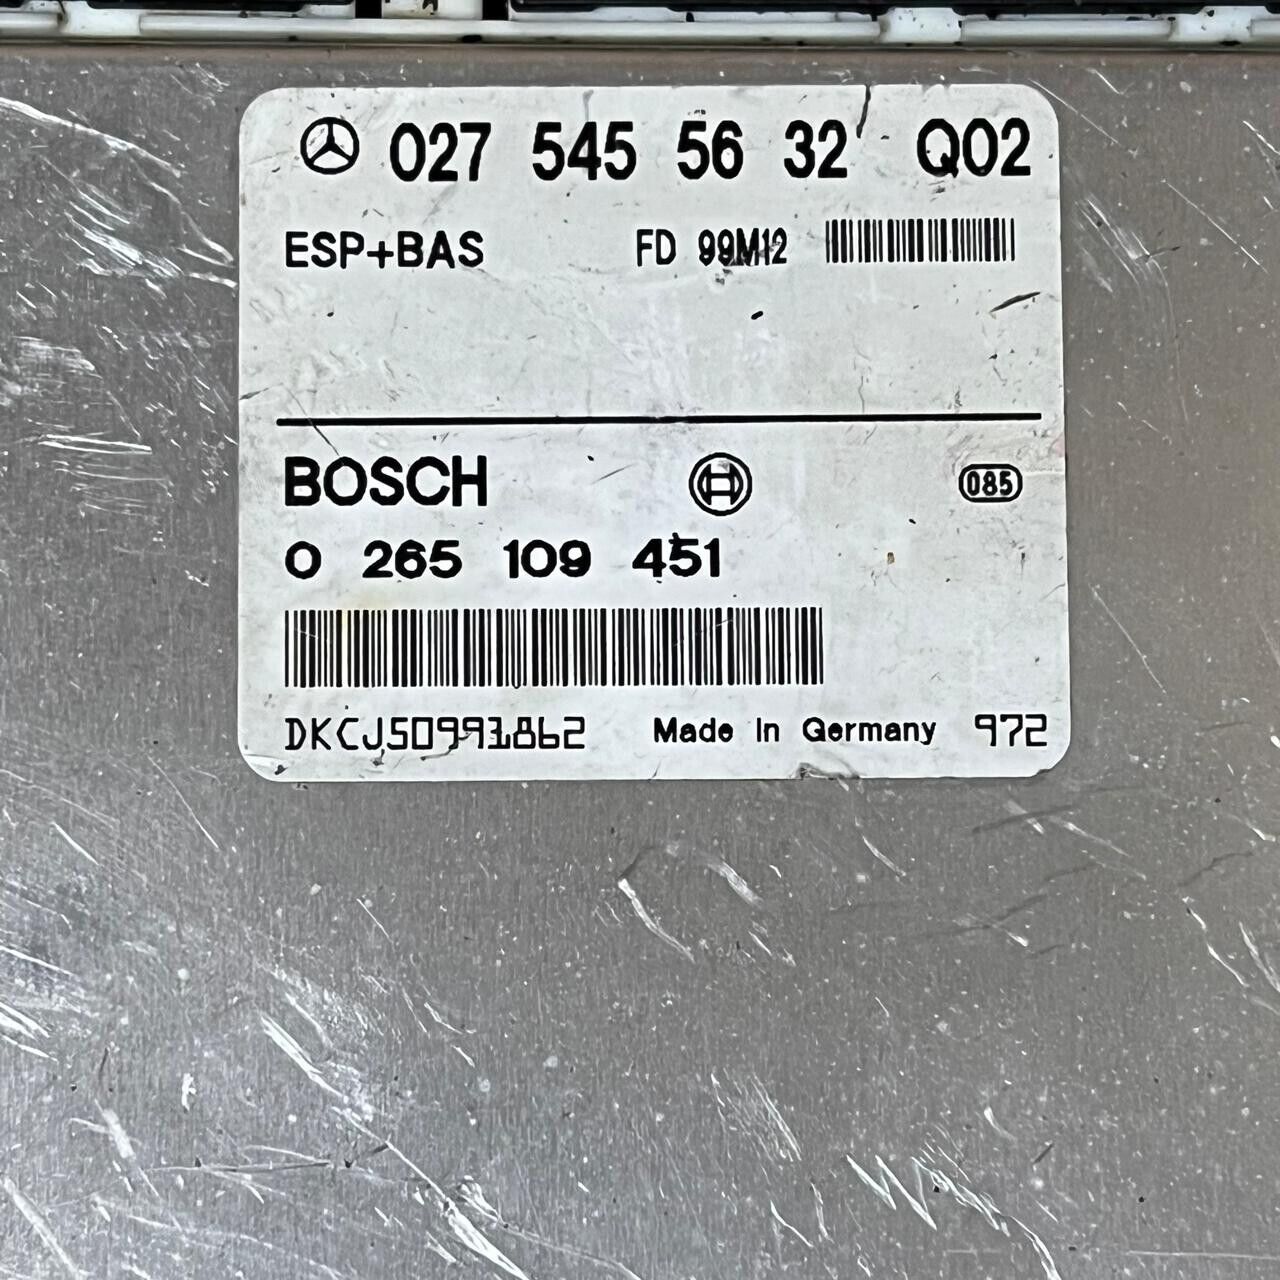 027 545 56 32 Q02
ESP+BAS FD 99M12
BOSCH 085
0 265 109 451
DKCJ50991862 Made in Germany 972